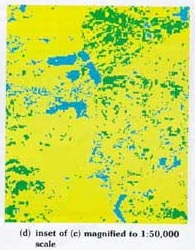 (d) inset of (c) magnified to 1:50,000
scale